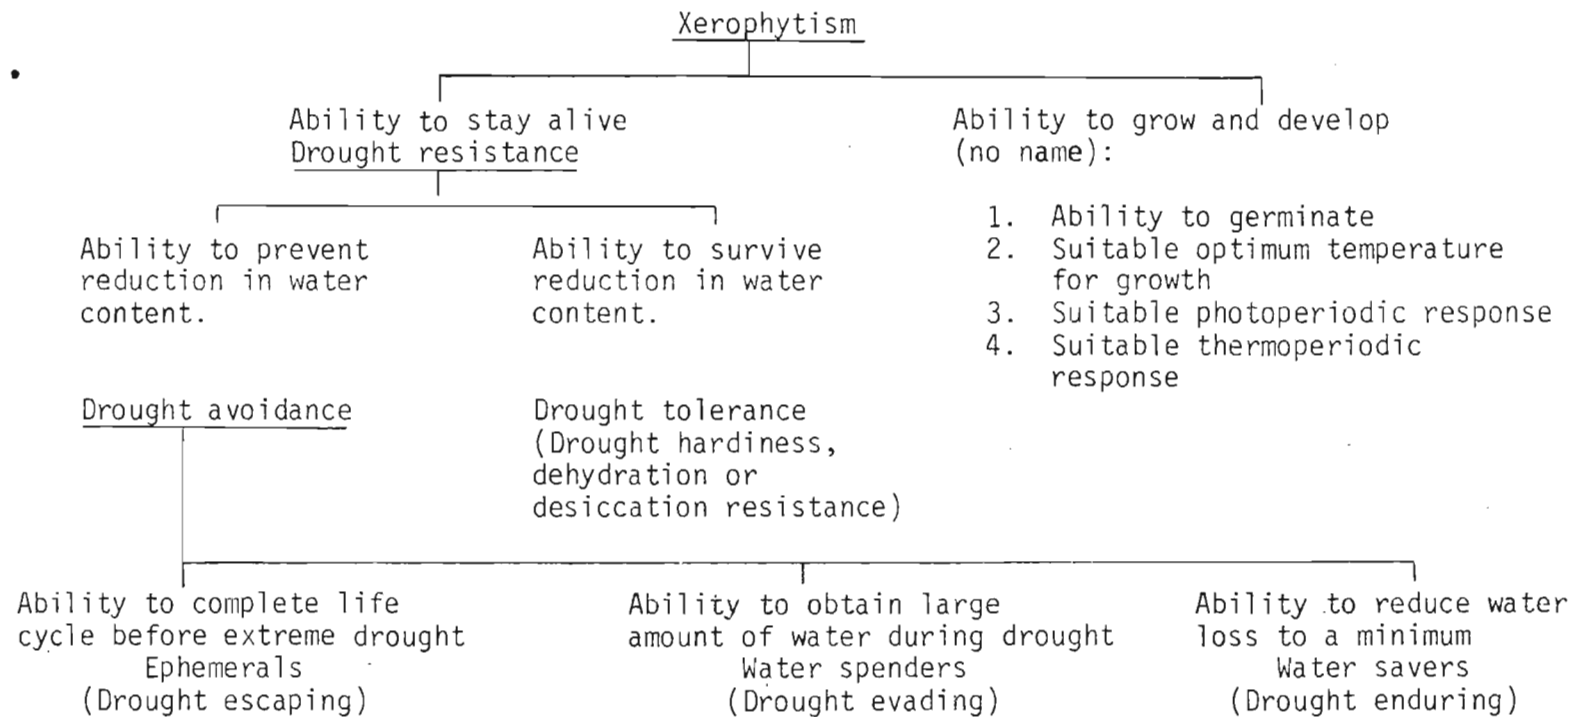 Xerophytism
Ability to stay alive
Drought resistance
Ability to grow and develop
(no name):
1. Ability to germinate
2. Suitable optimum temperature
for growth
3. Suitable photoperiodic response
4. Suitable thermoperiodic
response
Ability to prevent
reduction in water
content.
Ability to survive
reduction in water
content.
Drought avoidance
Drought tolerance
(Drought hardiness,
dehydration or
desiccation resistance)
Ability to complete life
cycle before extreme drought
Ephemerals
(Drought escaping)
Ability to obtain large
amount of water during drought
Water spenders
(Drought evading)
Ability to reduce water
loss to a minimum
Water savers
(Drought enduring)